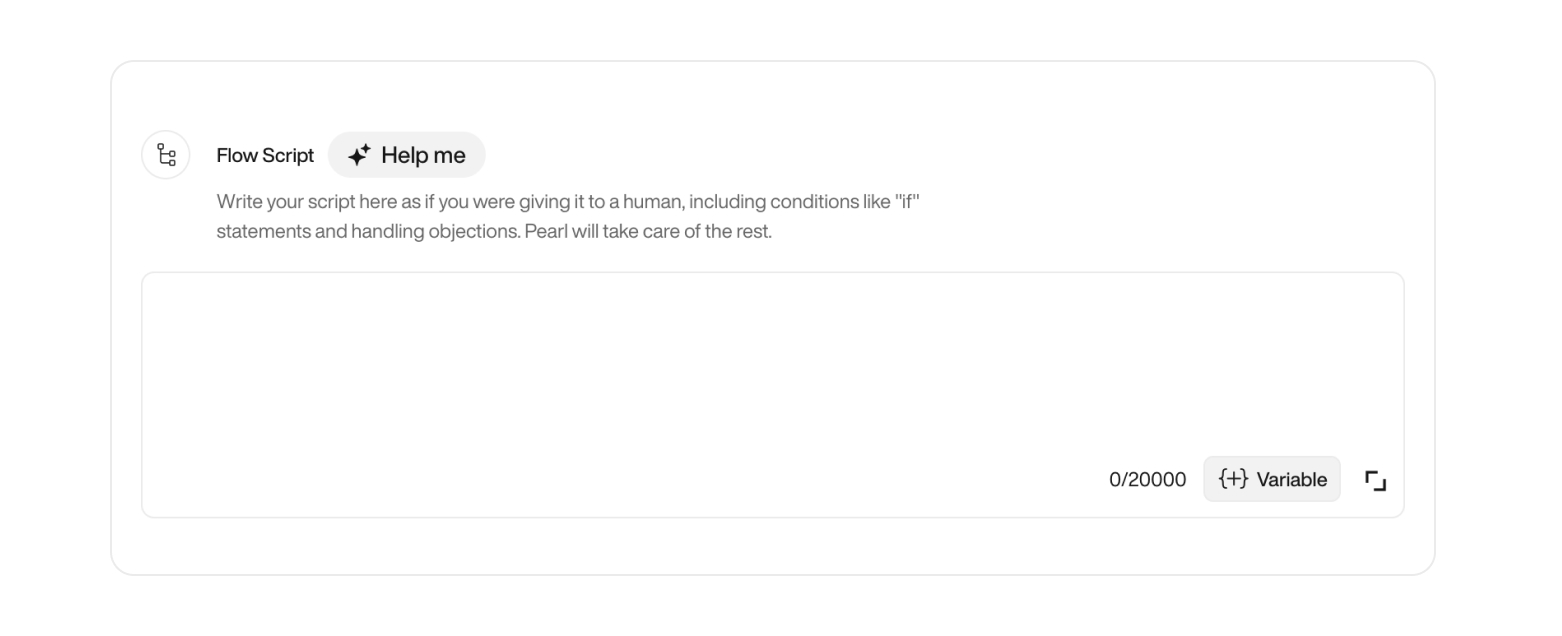 Flow Script
Help me
Write your script here as if you were giving it to a human, including conditions like "if"
statements and handling objections. Pearl will take care of the rest.
0/20000
{+} Variable